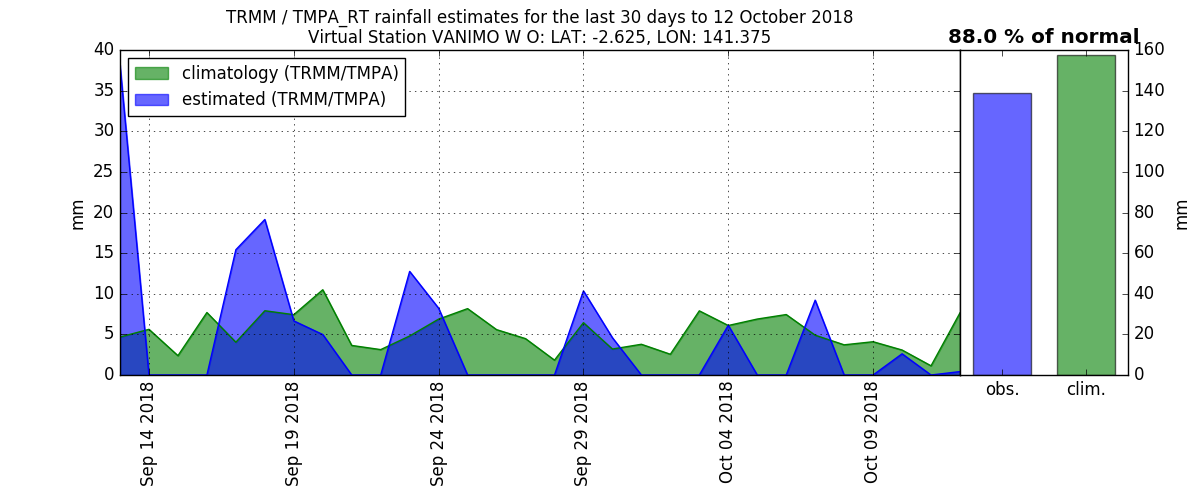 TRMM / TMPA_RT rainfall estimates for the last 30 days to 12 October 2018
Virtual Station VANIMO W O: LAT: -2.625, LON: 141.375
88.0 % of normal
climatology (TRMM/TMPA)
estimated (TRMM/TMPA)
40
35
30
25
20
15
10
5
0
mm
Sep 14 2018
Sep 19 2018
Sep 24 2018
Sep 29 2018
Oct 04 2018
Oct 09 2018
obs.
clim.
160
140
120
100
80
60
40
20
0
mm